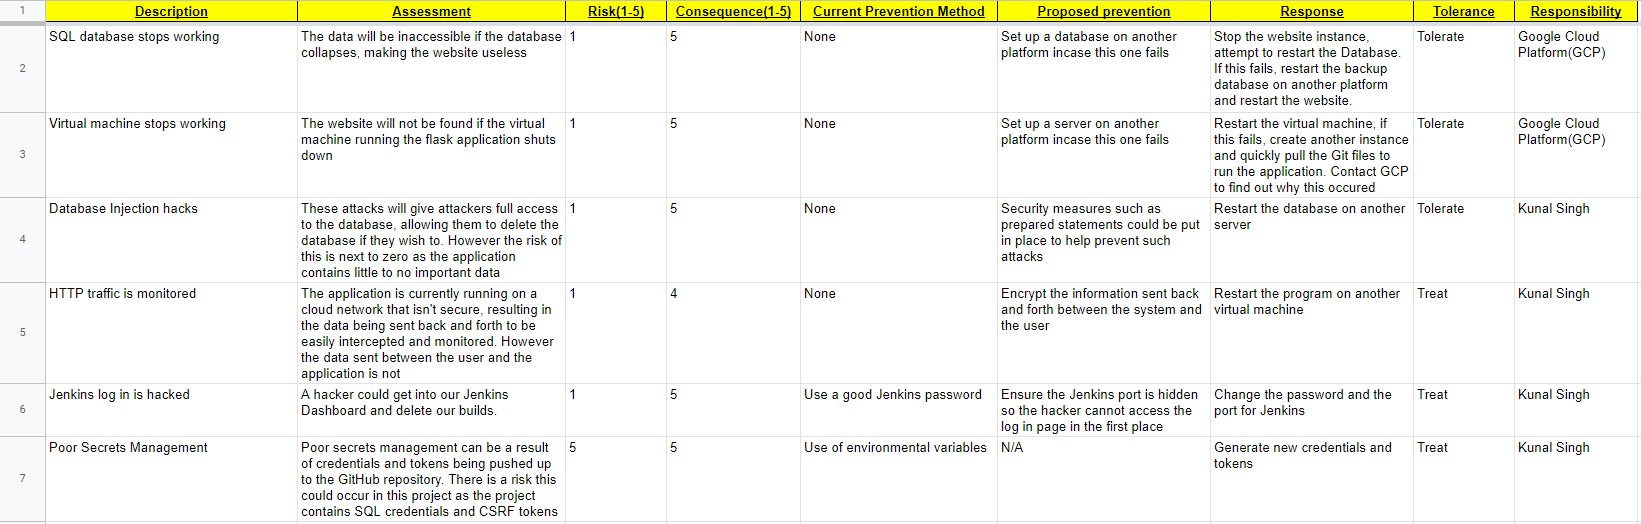 1
Description
Assessment
Risk(1-5)
Consequence(1-5)
Current Prevention Method
Proposed prevention
Response
Tolerance
Responsibility
2
SQL database stops working
The data will be inaccessible if the database
collapses, making the website useless
1
5
None
Set up a database on another
platform incase this one fails
Stop the website instance,
attempt to restart the Database.
If this fails, restart the backup
database on another platform
and restart the website.
Tolerate
Google Cloud
Platform(GCP)
3
Virtual machine stops working
The website will not be found if the virtual
machine running the flask application shuts
down
1
5
None
Set up a server on another
platform incase this one fails
Restart the virtual machine, if
this fails, create another instance
and quickly pull the Git files to
run the application. Contact GCP
to find out why this occured
Tolerate
Google Cloud
Platform(GCP)
4
Database Injection hacks
These attacks will give attackers full access
to the database, allowing them to delete the
database if they wish to. However the risk of
this is next to zero as the application
contains little to no important data
1
5
None
Security measures such as
prepared statements could be put
in place to help prevent such
attacks
Restart the database on another
server
Tolerate
Kunal Singh
5
HTTP traffic is monitored
The application is currently running on a
cloud network that isn't secure, resulting in
the data being sent back and forth to be
easily intercepted and monitored. However
the data sent between the user and the
application is not
1
4
None
Encrypt the information sent back
and forth between the system and
the user
Restart the program on another
virtual machine
Treat
Kunal Singh
6
Jenkins log in is hacked
A hacker could get into our Jenkins
Dashboard and delete our builds.
1
5
Use a good Jenkins password
Ensure the Jenkins port is hidden
so the hacker cannot access the
log in page in the first place
Change the password and the
port for Jenkins
Treat
Kunal Singh
7
Poor Secrets Management
Poor secrets management can be a result
of credentials and tokens being pushed up
to the GitHub repository. There is a risk this
could occur in this project as the project
contains SQL credentials and CSRF tokens
5
5
Use of environmental variables
N/A
Generate new credentials and
tokens
Treat
Kunal Singh